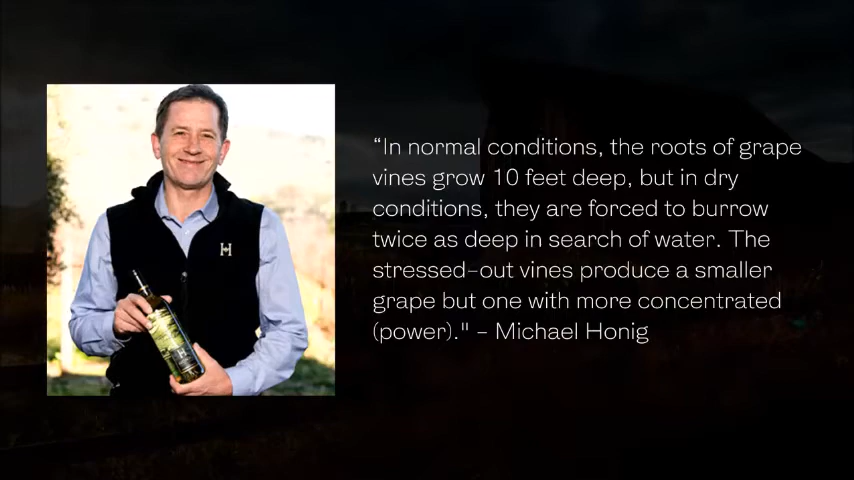 “In normal conditions, the roots of grape
vines grow 10 feet deep, but in dry
conditions, they are forced to burrow
twice as deep in search of water. The
stressed-out vines produce a smaller
grape but one with more concentrated
(power)." - Michael Honig
H